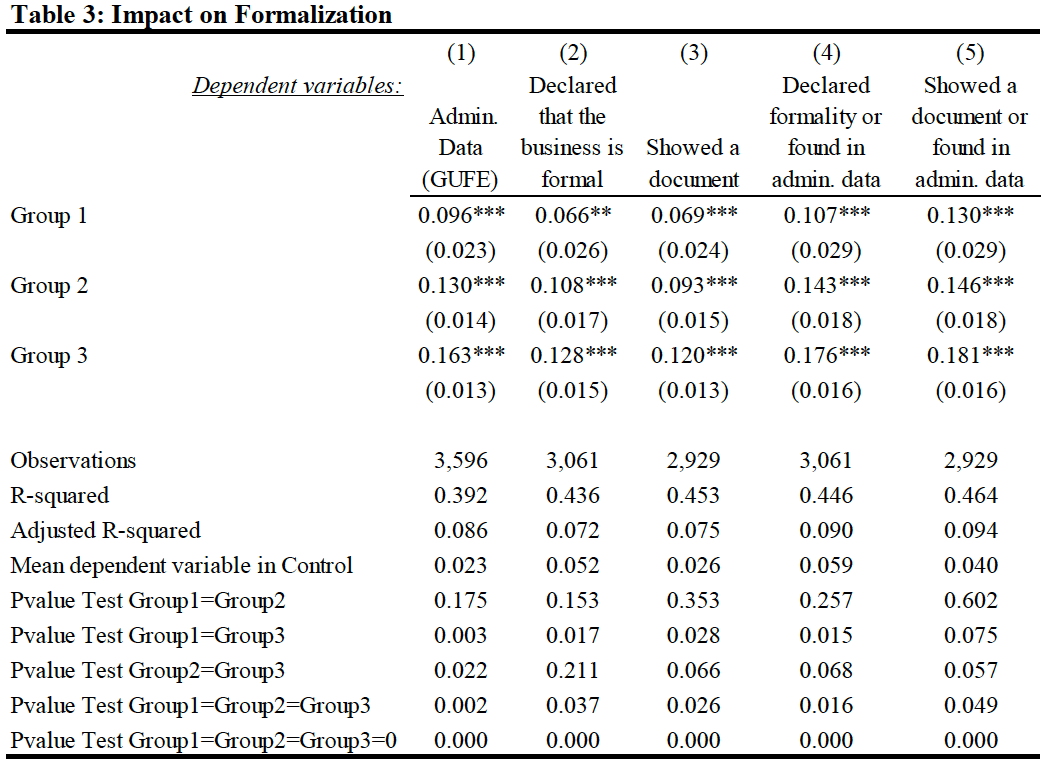 Table 3: Impact on Formalization
(1) (2) (3) (4) (5)
Dependent variables: Declared Declared Showed a
Admin. that the formality or document or
Data business is Showed a found in found in
(GUFE) formal document admin. data admin. data
Group 1 0.096*** 0.066** 0.069*** 0.107*** 0.130***
(0.023) (0.026) (0.024) (0.029) (0.029)
Group 2 0.130*** 0.108*** 0.093*** 0.143*** 0.146***
(0.014) (0.017) (0.015) (0.018) (0.018)
Group 3 0.163*** 0.128*** 0.120*** 0.176*** 0.181***
(0.013) (0.015) (0.013) (0.016) (0.016)
Observations 3,596 3,061 2,929 3,061 2,929
R-squared 0.392 0.436 0.453 0.446 0.464
Adjusted R-squared 0.086 0.072 0.075 0.090 0.094
Mean dependent variable in Control 0.023 0.052 0.026 0.059 0.040
Pvalue Test Group1=Group2 0.175 0.153 0.353 0.257 0.602
Pvalue Test Group1=Group3 0.003 0.017 0.028 0.015 0.075
Pvalue Test Group2=Group3 0.022 0.211 0.066 0.068 0.057
Pvalue Test Group1=Group2=Group3 0.002 0.037 0.026 0.016 0.049
Pvalue Test Group1=Group2=Group3=0 0.000 0.000 0.000 0.000 0.000